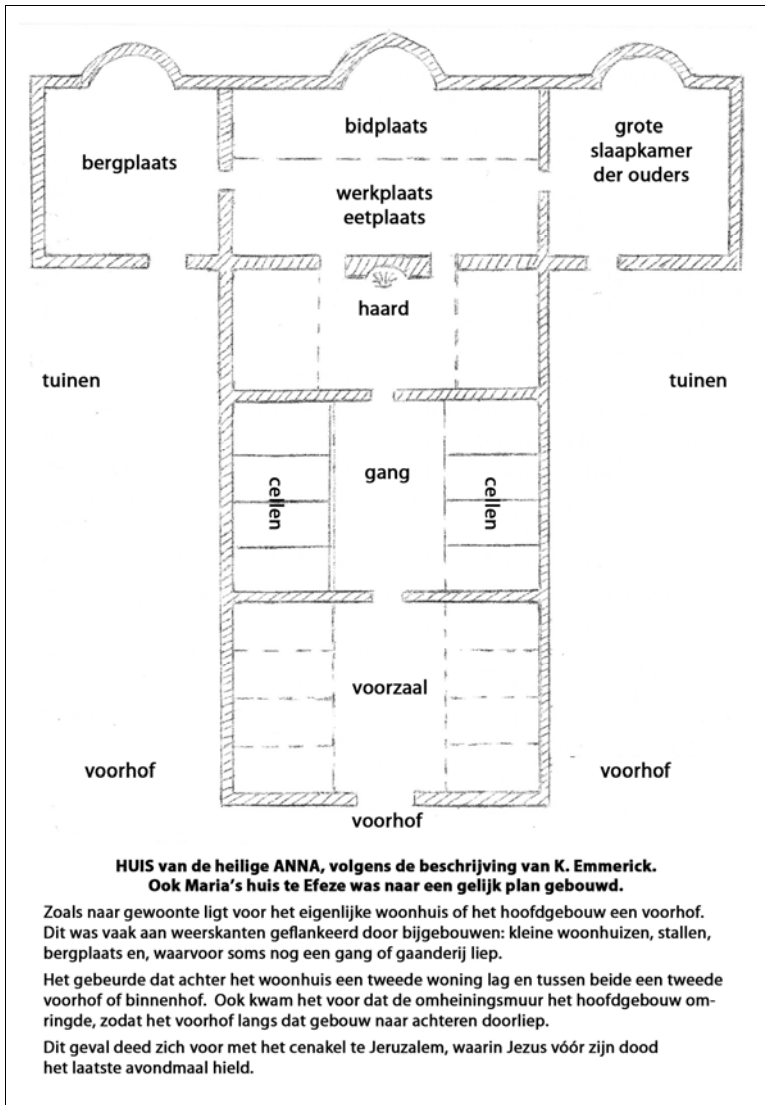 bidplaats
grote
slaapkamer
der ouders
bergplaats
werkplaats
eetplaats
haard
tuinen
tuinen
gang
cellen
cellen
voorzaal
voorhof
voorhof
voorhof
HUIS van de heilige ANNA, volgens de beschrijving van K. Emmerick.
Ook Maria's huis te Efeze was naar een gelijk plan gebouwd.
Zoals naar gewoonte ligt voor het eigenlijke woonhuis of het hoofdgebouw een voorhof.
Dit was vaak aan weerskanten geflankeerd door bijgebouwen: kleine woonhuizen, stallen,
bergplaats en, waarvoor soms nog een gang of gaanderij liep.
Het gebeurde dat achter het woonhuis een tweede woning lag en tussen beide een tweede
voorhof of binnenhof. Ook kwam het voor dat de omheiningsmuur het hoofdgebouw om-
ringde, zodat het voorhof langs dat gebouw naar achteren doorliep.
Dit geval deed zich voor met het cenakel te Jeruzalem, waarin Jezus vóór zijn dood
het laatste avondmaal hield.